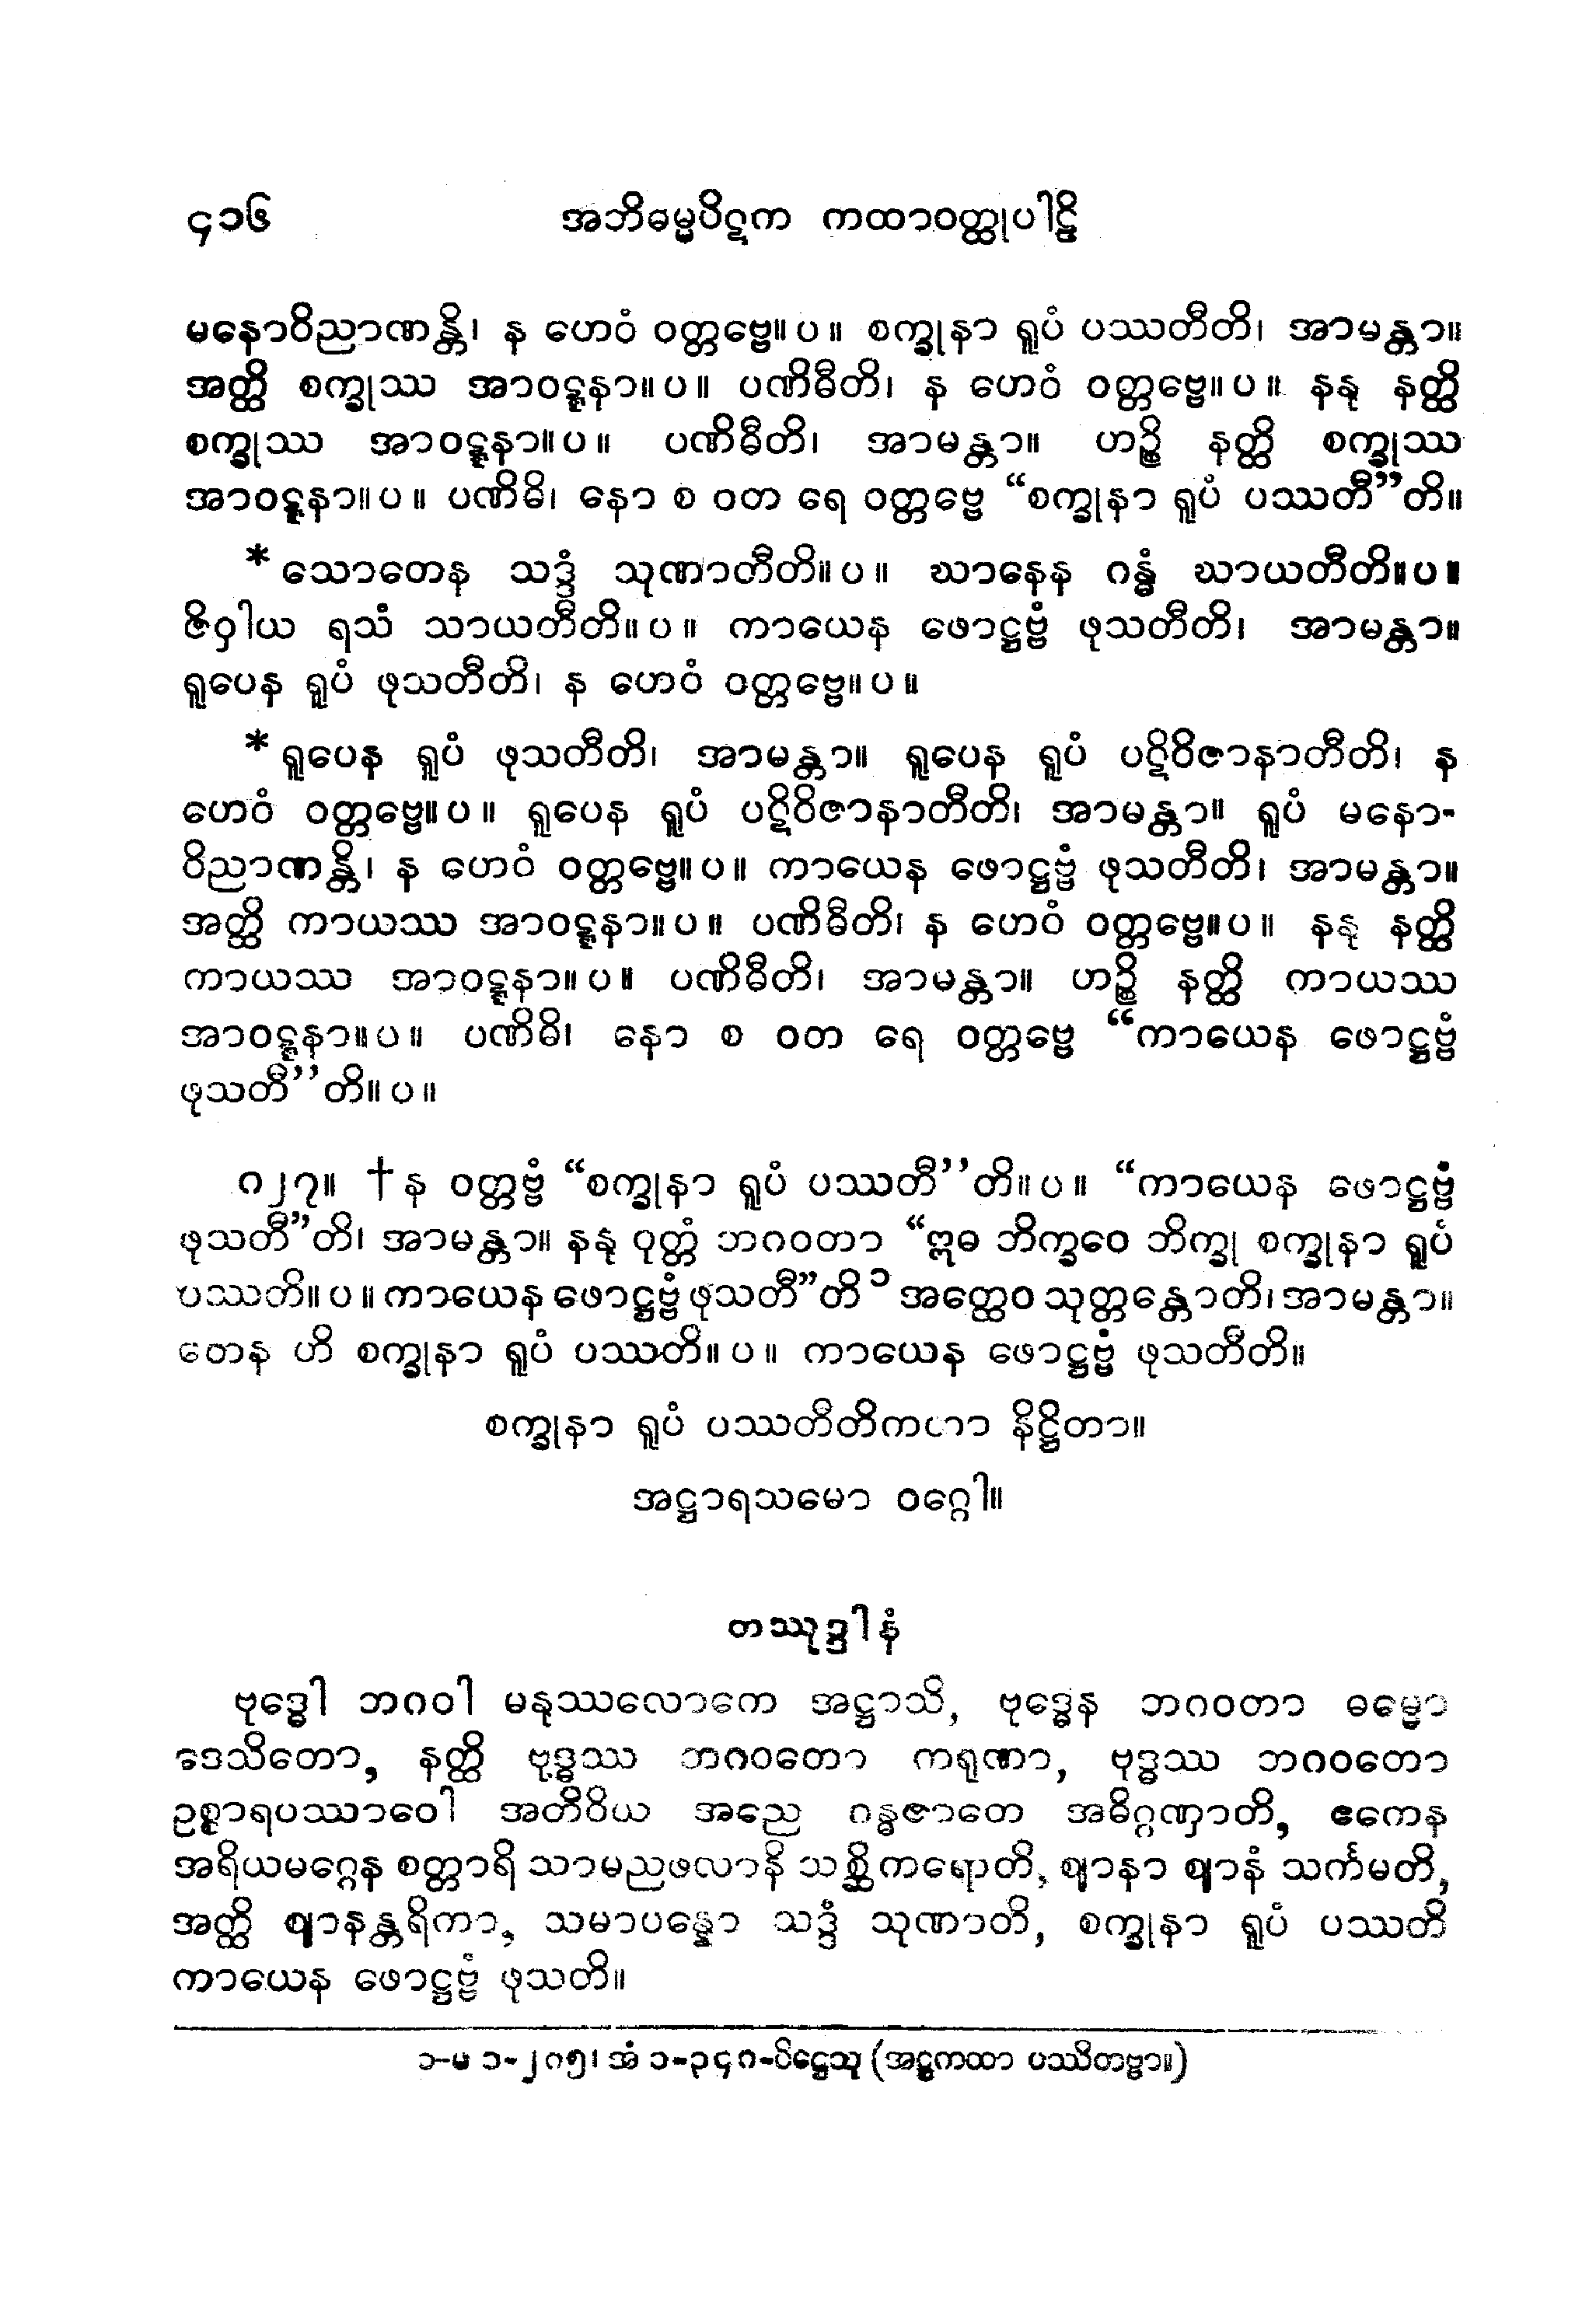 ၄၁၆ အဘိဓမ္မပိဋက ကထာဝတ္ထုပါဠိ
မနောဝိညာဏန္တိ၊ န ဟေဝံ ဝတ္တဗ္ဗေ။ပ။ စက္ခုနာ ရူပံ ပဿတီတိ၊ အာမန္တာ။
အတ္ထိ စက္ခုဿ အာဝဋ္ဋနာ။ပ။ ပဏိဓီတိ၊ န ဟေဝံ ဝတ္တဗ္ဗေ။ပ။ နနု နတ္ထိ
စက္ခုဿ အာဝဋ္ဋနာ။ပ။ ပဏိဓီတိ၊ အာမန္တာ။ ဟဉ္စိ နတ္ထိ စက္ခုဿ
အာဝဋ္ဋနာ။ပ။ ပဏိဓိ၊ နော စ ဝတ ရေ ဝတ္တဗ္ဗေ “စက္ခုနာ ရူပံ ပဿတီ”တိ။
* သောတေန သဒ္ဒံ သုဏာတီတိ။ပ။ ဃာနေန ဂန္ဓံ ဃာယတီတိ။ပ။
ဇိဝှါယ ရသံ သာယတီတိ။ပ။ ကာယေန ဖောဋ္ဌဗ္ဗံ ဖုသတီတိ၊ အာမန္တာ။
ရူပေန ရူပံ ဖုသတီတိ၊ န ဟေဝံ ဝတ္တဗ္ဗေ။ပ။
* ရူပေန ရူပံ ဖုသတီတိ၊ အာမန္တာ။ ရူပေန ရူပံ ပဋိဝိဇာနာတီတိ၊ န
ဟေဝံ ဝတ္တဗ္ဗေ။ပ။ ရူပေန ရူပံ ပဋိဝိဇာနာတီတိ၊ အာမန္တာ။ ရူပံ မနော-
ဝိညာဏန္တိ၊ န ဟေဝံ ဝတ္တဗ္ဗေ။ပ။ ကာယေန ဖောဋ္ဌဗ္ဗံ ဖုသတီတိ၊ အာမန္တာ။
အတ္ထိ ကာယဿ အာဝဋ္ဋနာ။ပ။ ပဏိဓီတိ၊ န ဟေဝံ ဝတ္တဗ္ဗေ။ပ။ နနု နတ္ထိ
ကာယဿ အာဝဋ္ဋနာ။ပ။ ပဏိဓီတိ၊ အာမန္တာ။ ဟဉ္စိ နတ္ထိ ကာယဿ
အာဝဋ္ဋနာ။ပ။ ပဏိဓိ၊ နော စ ဝတ ရေ ဝတ္တဗ္ဗေ “ကာယေန ဖောဋ္ဌဗ္ဗံ
ဖုသတီ”တိ။ပ။
၈၂၇။ †န ဝတ္တဗ္ဗံ “စက္ခုနာ ရူပံ ပဿတီ”တိ။ပ။ “ကာယေန ဖောဋ္ဌဗ္ဗံ
ဖုသတီ”တိ၊ အာမန္တာ။ နနု ဝုတ္တံ ဘဂဝတာ “ဣဓ ဘိက္ခဝေ ဘိက္ခု စက္ခုနာ ရူပံ
ပဿတိ။ပ။ကာယေန ဖောဋ္ဌဗ္ဗံ ဖုသတီ”တိ ၁ အတ္ထေဝ သုတ္တန္တောတိ၊အာမန္တာ။
တေန ဟိ စက္ခုနာ ရူပံ ပဿတိ။ပ။ ကာယေန ဖောဋ္ဌဗ္ဗံ ဖုသတီတိ။
စက္ခုနာ ရူပံ ပဿတီတိကထာ နိဋ္ဌိတာ။
အဋ္ဌာရသမော ဝဂ္ဂေါ။
တဿုဒ္ဒါနံ
ဗုဒ္ဓေါ ဘဂဝါ မနုဿလောကေ အဋ္ဌာသိ, ဗုဒ္ဓေန ဘဂဝတာ ဓမ္မော
ဒေသိတော, နတ္ထိ ဗုဒ္ဓဿ ဘဂဝတော ကရုဏာ, ဗုဒ္ဓဿ ဘဂဝတော
ဥစ္စာရပဿာဝေါ အတိဝိယ အညေ ဂန္ဓဇာတေ အဓိဂ္ဂဏှာတိ, ဧကေန
အရိယမဂ္ဂေန စတ္တာရိ သာမညဖလာနိ သစ္ဆိကရောတိ, ဈာနာ ဈာနံ သင်္ကမတိ,
အတ္ထိ ဈာနန္တရိကာ, သမာပန္နော သဒ္ဒံ သုဏာတိ, စက္ခုနာ ရူပံ ပဿတိ
ကာယေန ဖောဋ္ဌဗ္ဗံ ဖုသတိ။
၁-မ ၁-၂၈၅၊ အံ ၁-၃၄၈-ပိဋ္ဌေသု (အဋ္ဌကထာ ပဿိတဗ္ဗာ။)